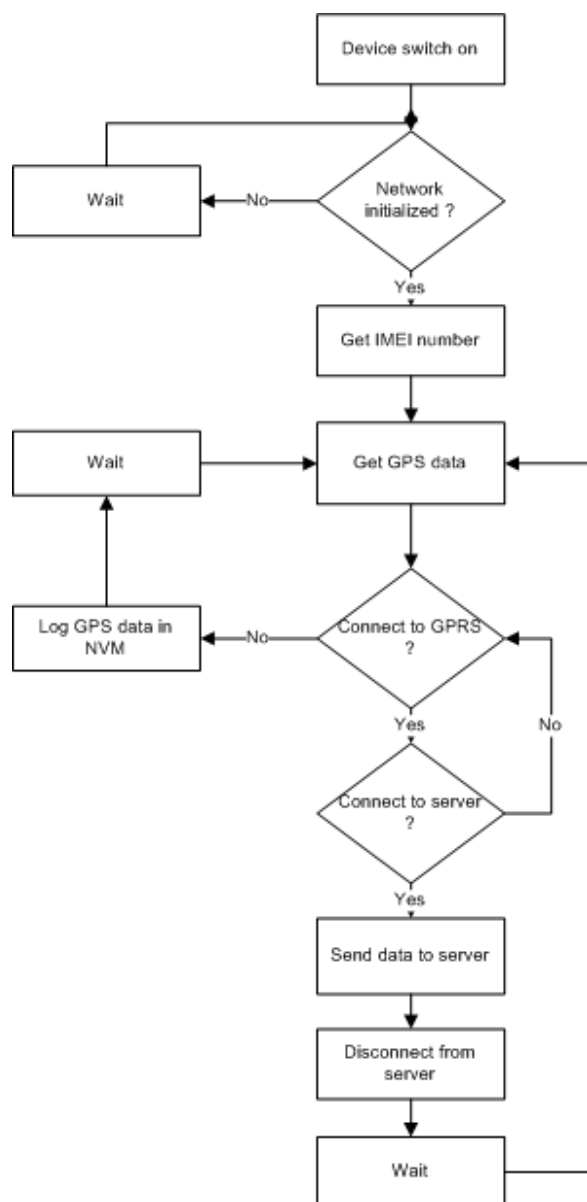 Device switch on
Network
initialized ?
No
Wait
Yes
Get IMEI number
Wait
Get GPS data
Connect to GPRS
?
No
Log GPS data in
NVM
Yes
No
Connect to server
?
Yes
Send data to server
Disconnect from
server
Wait